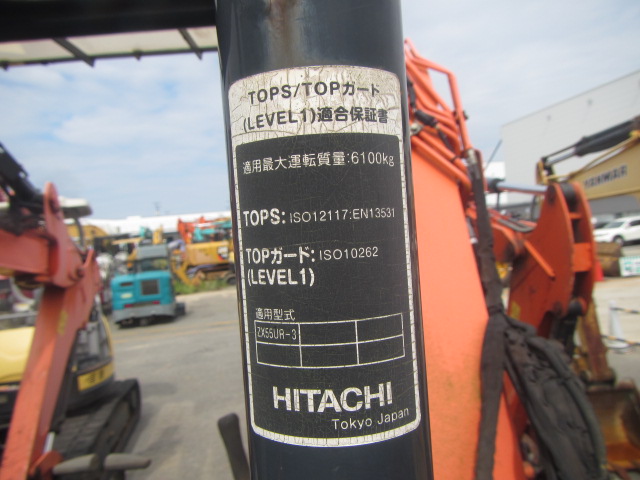 TOPS/TOPガード
(LEVEL1)適合保証書
適用最大運転質量:6100kg
TOPS: ISO12117:EN13531
TOPガード: ISO10262
(LEVEL1)
適用型式
ZX55UR-3
HITACHI
Tokyo Japan
YANMAR